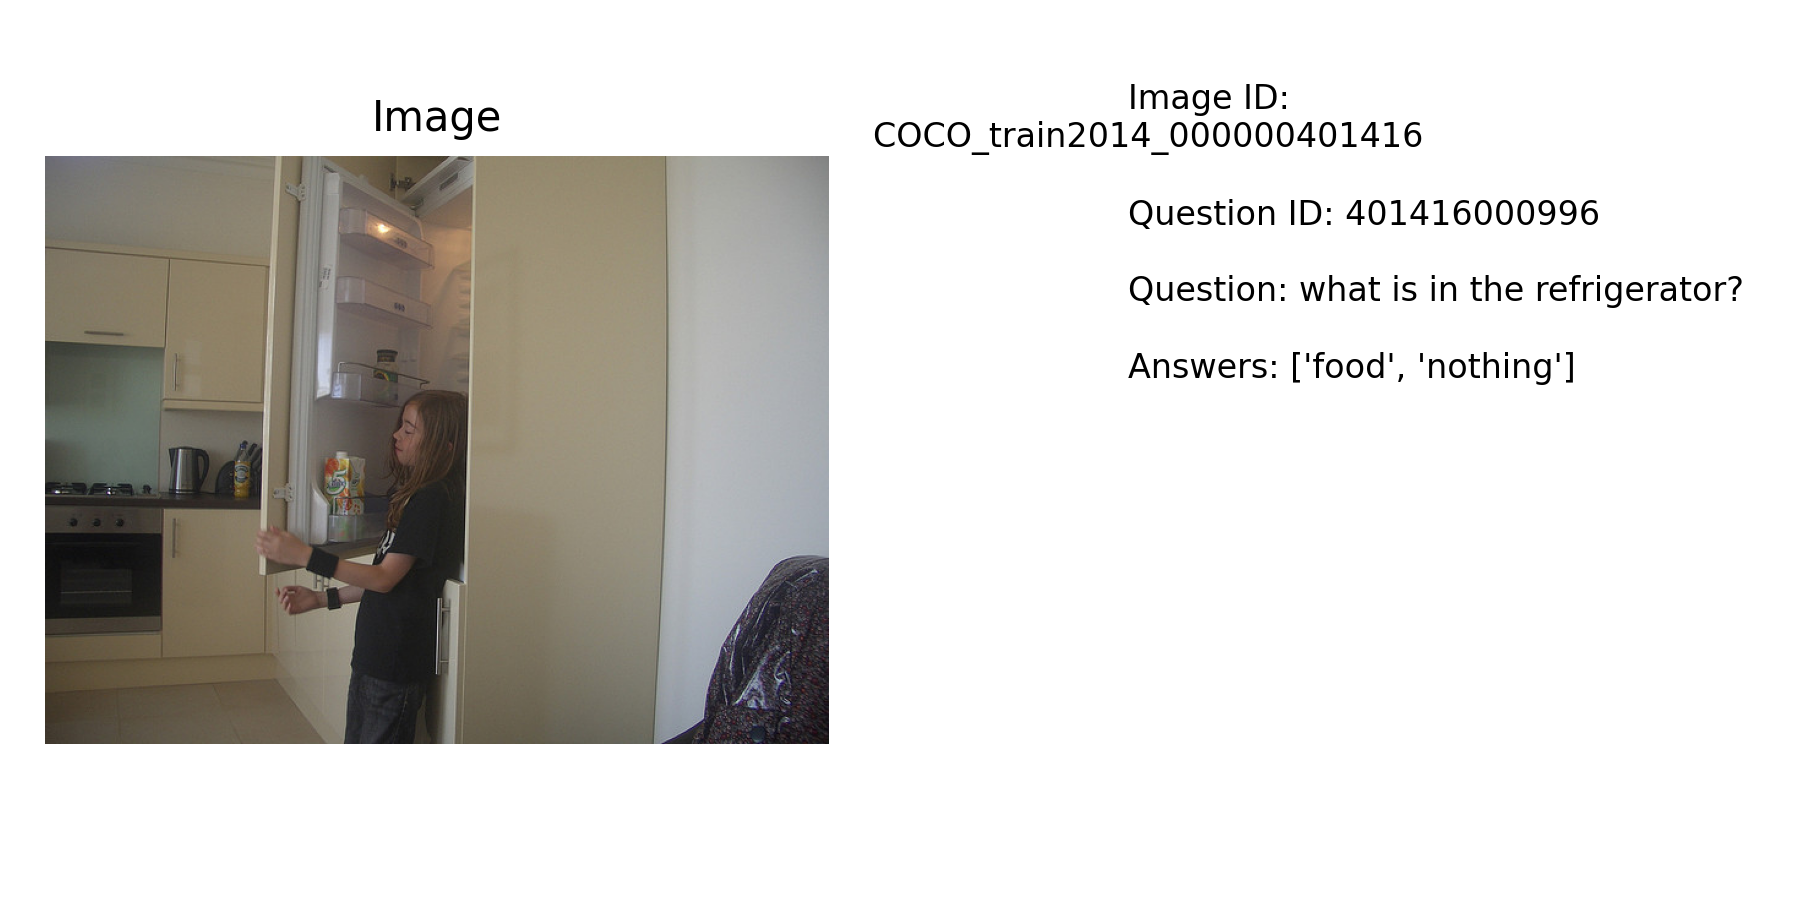 Image
Image ID:
COCO_train2014_000000401416
Question ID: 401416000996
Question: what is in the refrigerator?
Answers: ['food', 'nothing']